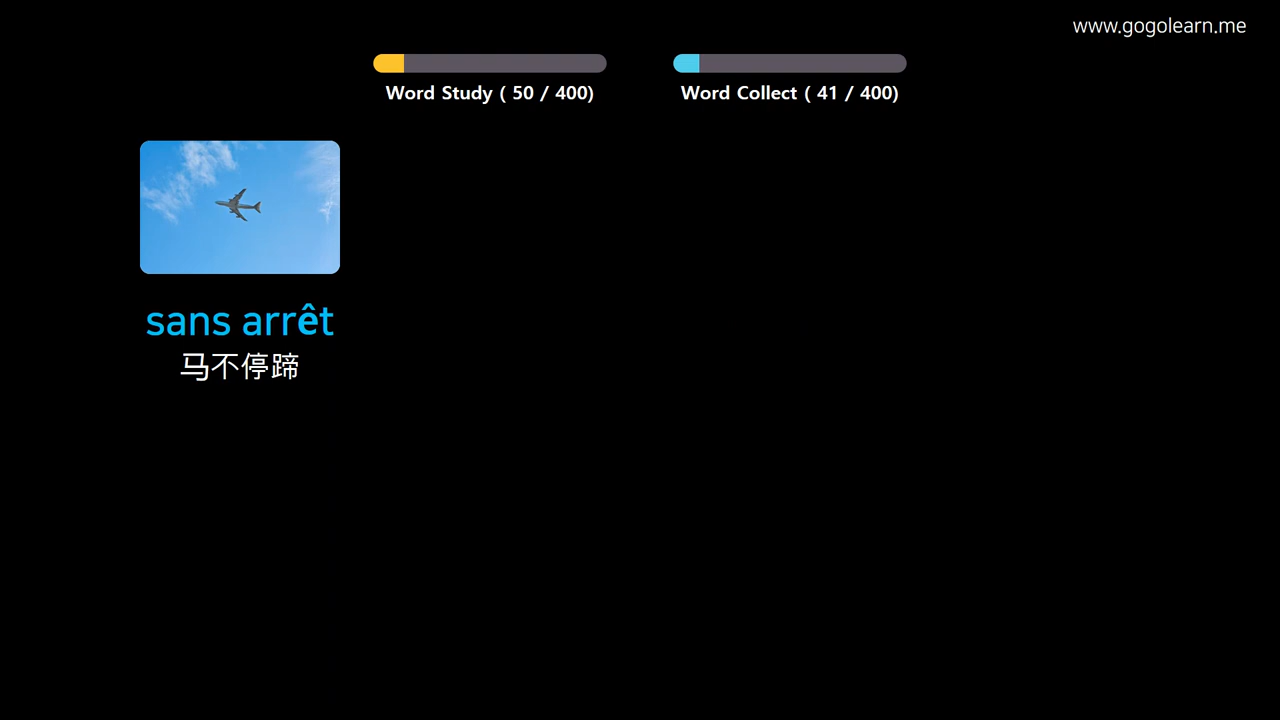 www.gogolearn.me
Word Study ( 50 / 400)
Word Collect ( 41 / 400)
sans arrêt
马不停蹄